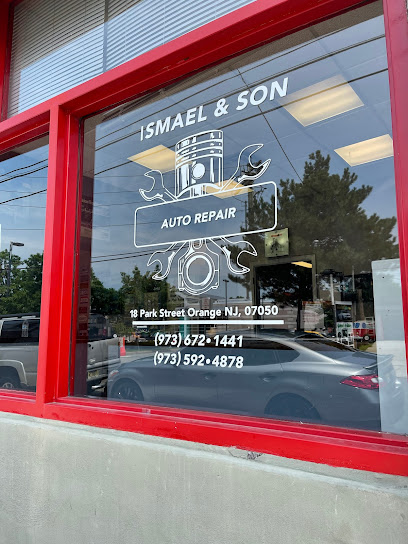 ISMAEL & SON
AUTO REPAIR
18 Park Street Orange NJ, 07050
(973) 672•1441
(973) 592•4878